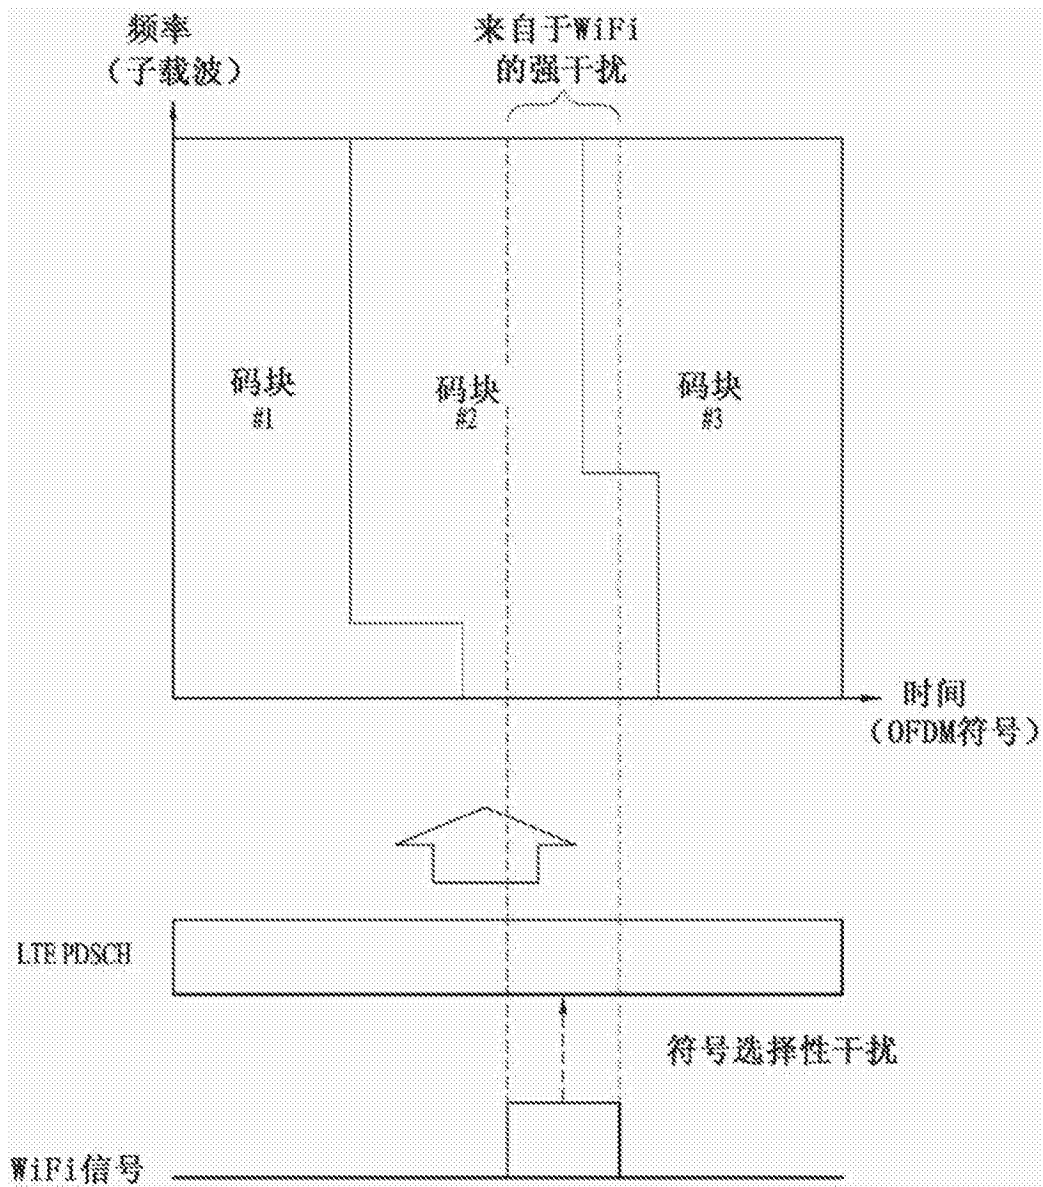 频率
(子载波)
来自于WiFi
的强干扰
码块
#1
码块
#2
码块
#3
时间
(OFDM符号)
LTE PDSCH
符号选择性干扰
WiFi信号